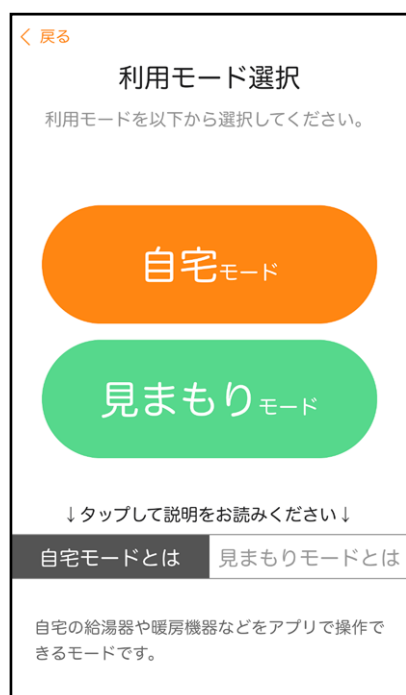 戻る
利用モード選択
利用モードを以下から選択してください。
自宅モード
見まもりモード
↓タップして説明をお読みください↓
自宅モードとは 見まもりモードとは
自宅の給湯器や暖房機器などをアプリで操作で
きるモードです。